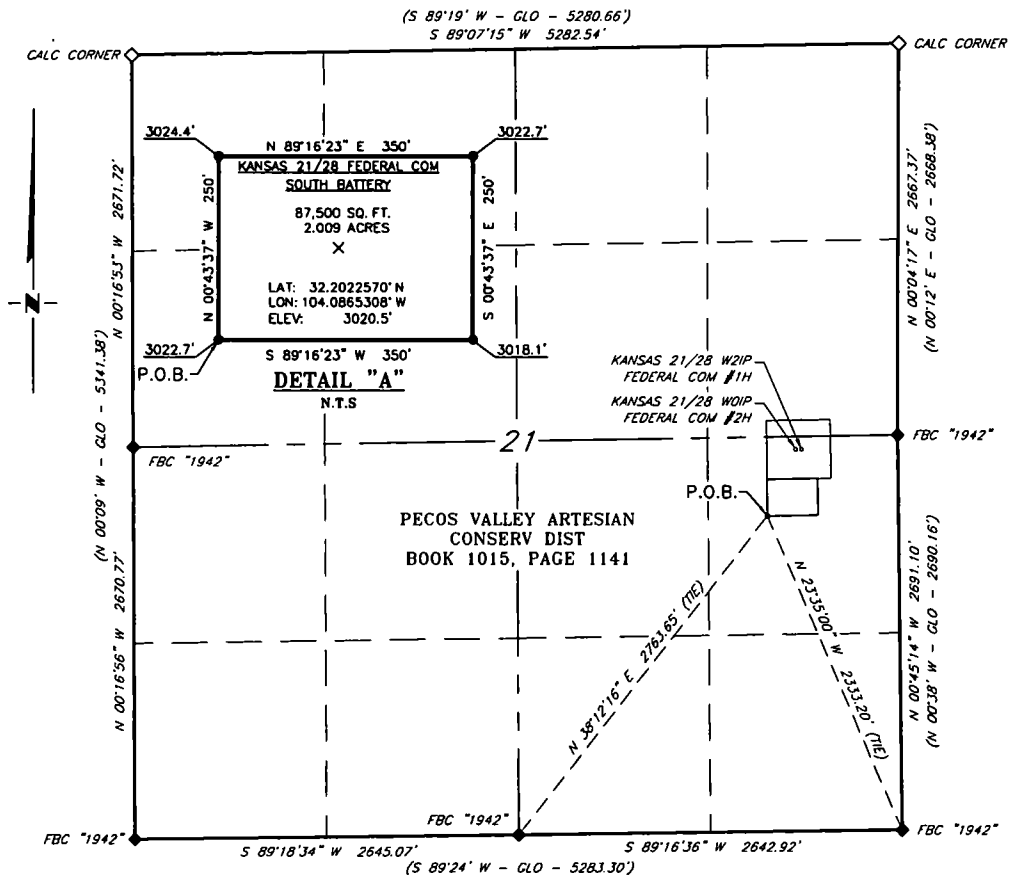 (S 89°19' W - GLO - 5280.66')
S 89°07'15" W 5282.54'
CALC CORNER
CALC CORNER
3024.4'
3022.7'
N 89°16'23" E 350'
KANSAS 21/28 FEDERAL COM
SOUTH BATTERY
87,500 SQ. FT.
2.009 ACRES
N 00°43'37" W 250'
S 00°43'37" E 250'
LAT: 32.2022570° N
LON: 104.0865308° W
ELEV: 3020.5'
3022.7'
S 89°16'23" W 350'
3018.1'
P.O.B.
DETAIL "A"
N.T.S
N 00°16'53" W 2671.72'
(N 00°09' W - GLO - 5341.38')
N 00°16'56" W 2670.77'
N 00°04'17" E 2667.37'
(N 00°12' E - GLO - 2668.38')
N
KANSAS 21/28 W2IP
FEDERAL COM #1H
KANSAS 21/28 W0IP
FEDERAL COM #2H
21
FBC "1942"
FBC "1942"
P.O.B.
PECOS VALLEY ARTESIAN
CONSERV DIST
BOOK 1015, PAGE 1141
N 38°12'16" E 2763.65' (TIE)
N 23°35'00" W 2333.20' (TIE)
N 00°45'14" W 2691.10'
(N 00°38' W - GLO - 2690.16')
FBC "1942"
FBC "1942"
FBC "1942"
S 89°18'34" W 2645.07'
S 89°16'36" W 2642.92'
(S 89°24' W - GLO - 5283.30')